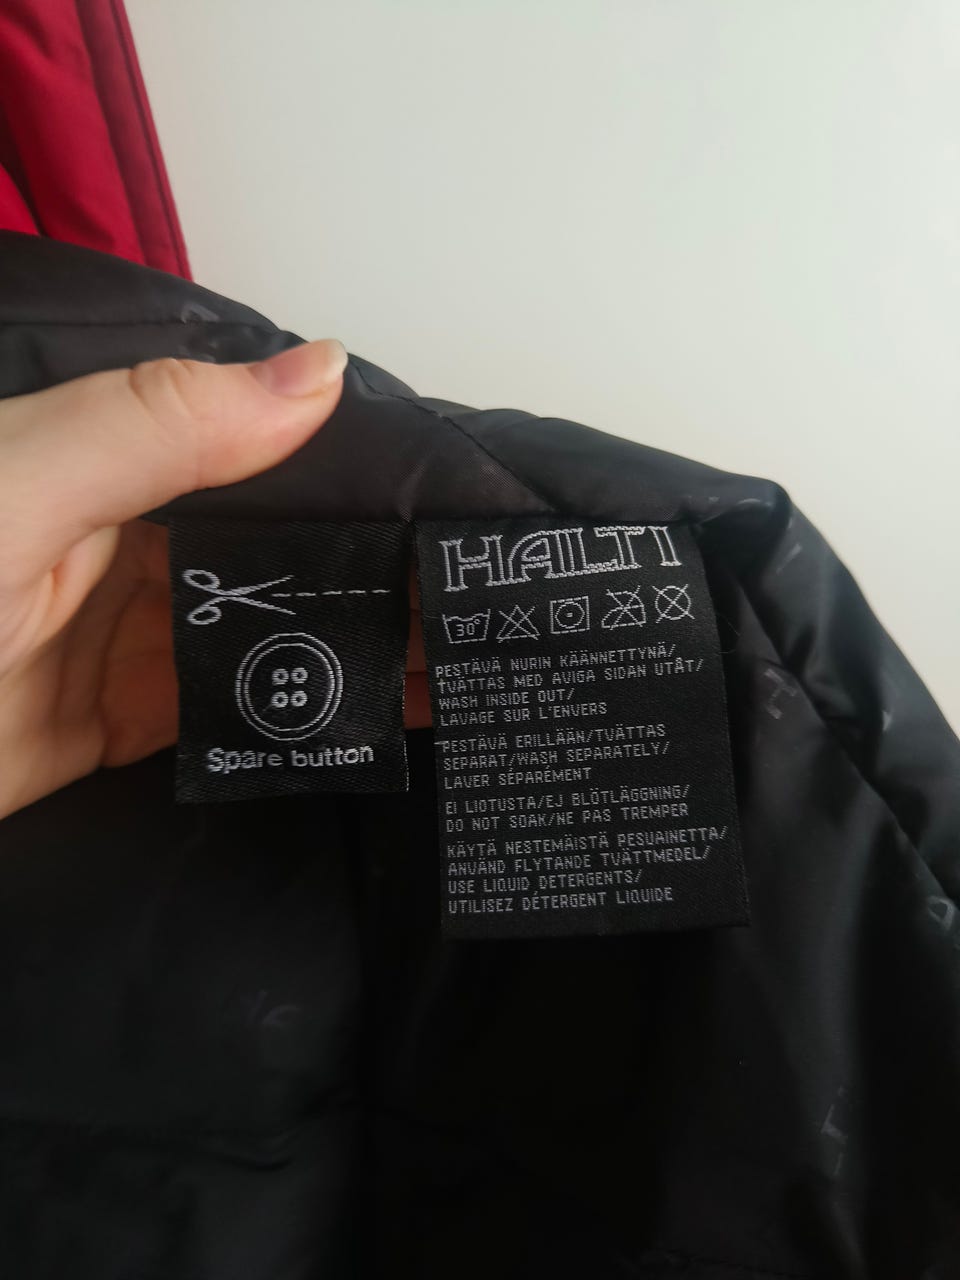 Spare button
HALTI
30°
PESTÄVÄ NURIN KÄÄNNETTYNÄ/
TVÄTTAS MED AVIGA SIDAN UTÅT/
WASH INSIDE OUT/
LAVAGE SUR L'ENVERS
PESTÄVÄ ERILLÄÄN/TVÄTTAS
SEPARAT/WASH SEPARATELY/
LAVER SÉPARÉMENT
EI LIOTUSTA/EJ BLÖTLÄGGNING/
DO NOT SOAK/NE PAS TREMPER
KÄYTÄ NESTEMÄISTÄ PESUAINETTA/
ANVÄND FLYTANDE TVÄTTMEDEL/
USE LIQUID DETERGENTS/
UTILISEZ DÉTERGENT LIQUIDE